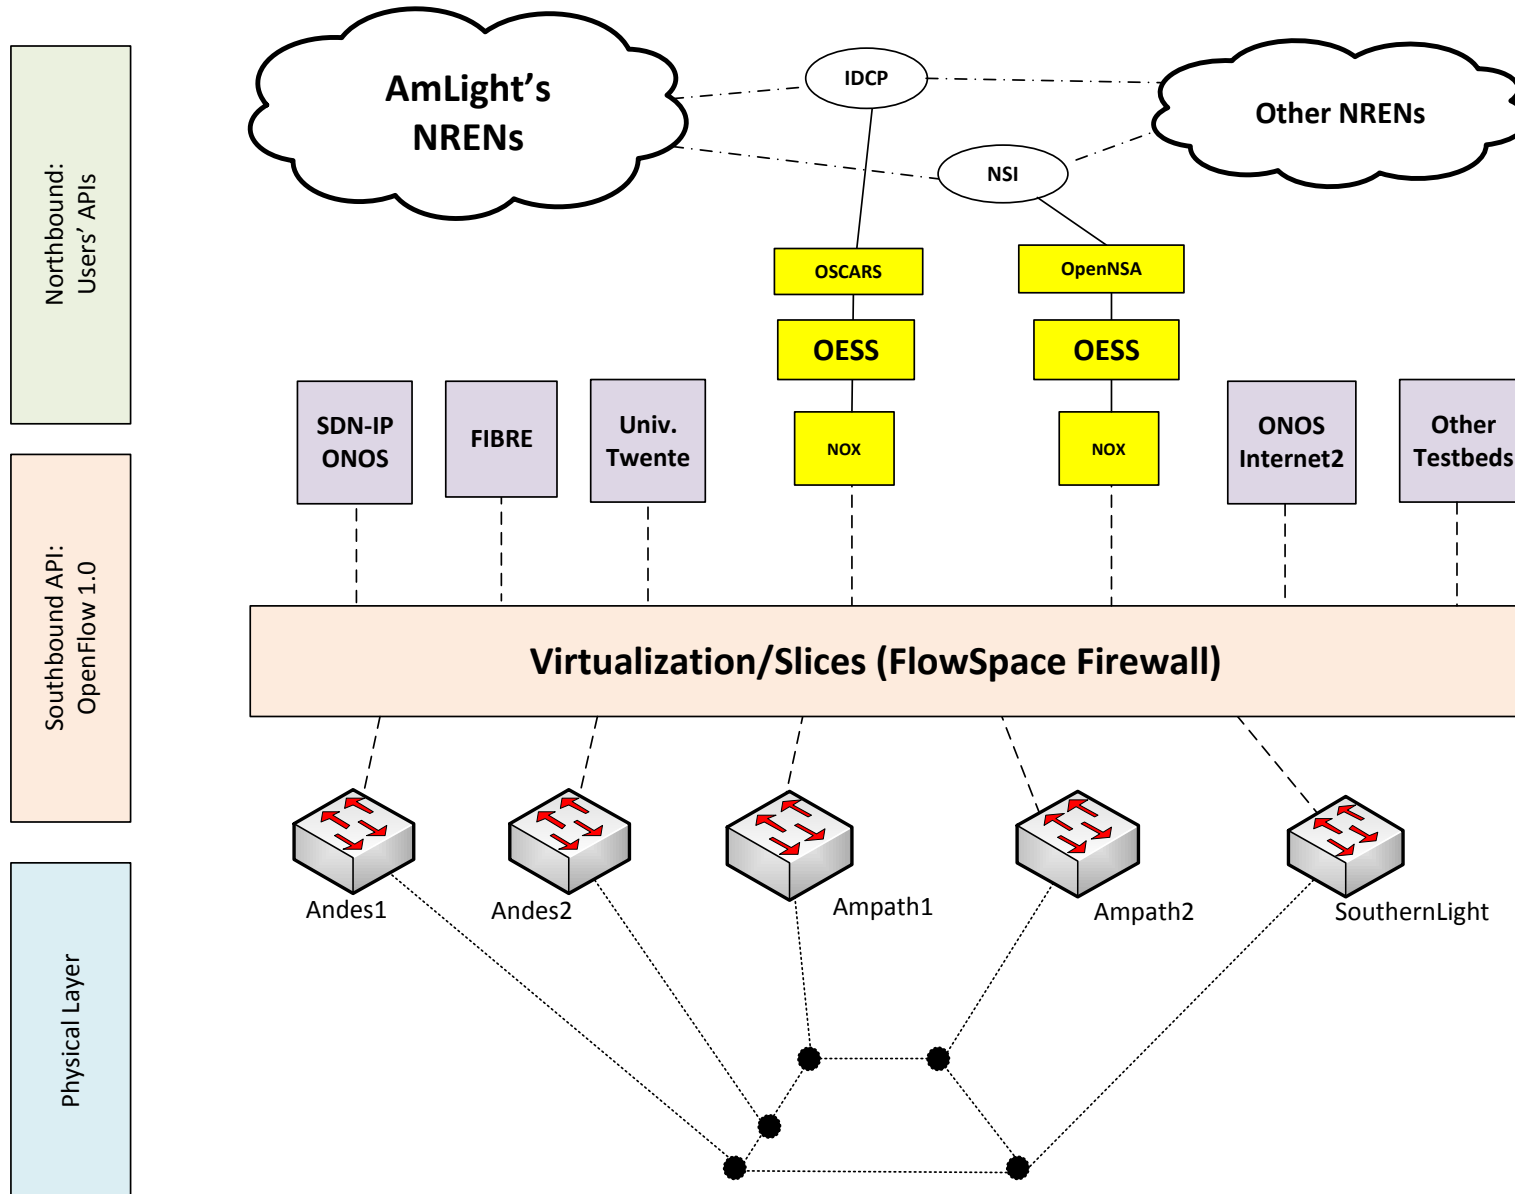 Northbound:
Users' APIs
Southbound API:
OpenFlow 1.0
Physical Layer
AmLight's
NRENs
IDCP
Other NRENs
NSI
OSCARS
OpenNSA
OESS
OESS
SDN-IP
ONOS
FIBRE
Univ.
Twente
NOX
NOX
ONOS
Internet2
Other
Testbeds
Virtualization/Slices (FlowSpace Firewall)
Andes1
Andes2
Ampath1
Ampath2
SouthernLight